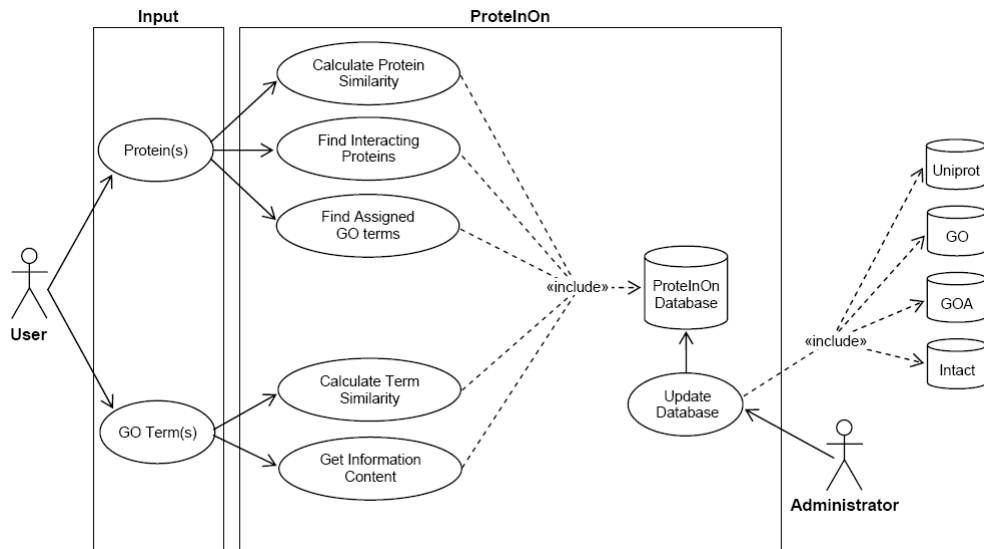 Input
ProteInOn
Calculate Protein
Similarity
Protein(s)
Find Interacting
Proteins
Find Assigned
GO terms
User
«include»
ProteInOn
Database
Calculate Term
Similarity
GO Term(s)
Get Information
Content
Update
Database
«include»
Uniprot
GO
GOA
Intact
Administrator